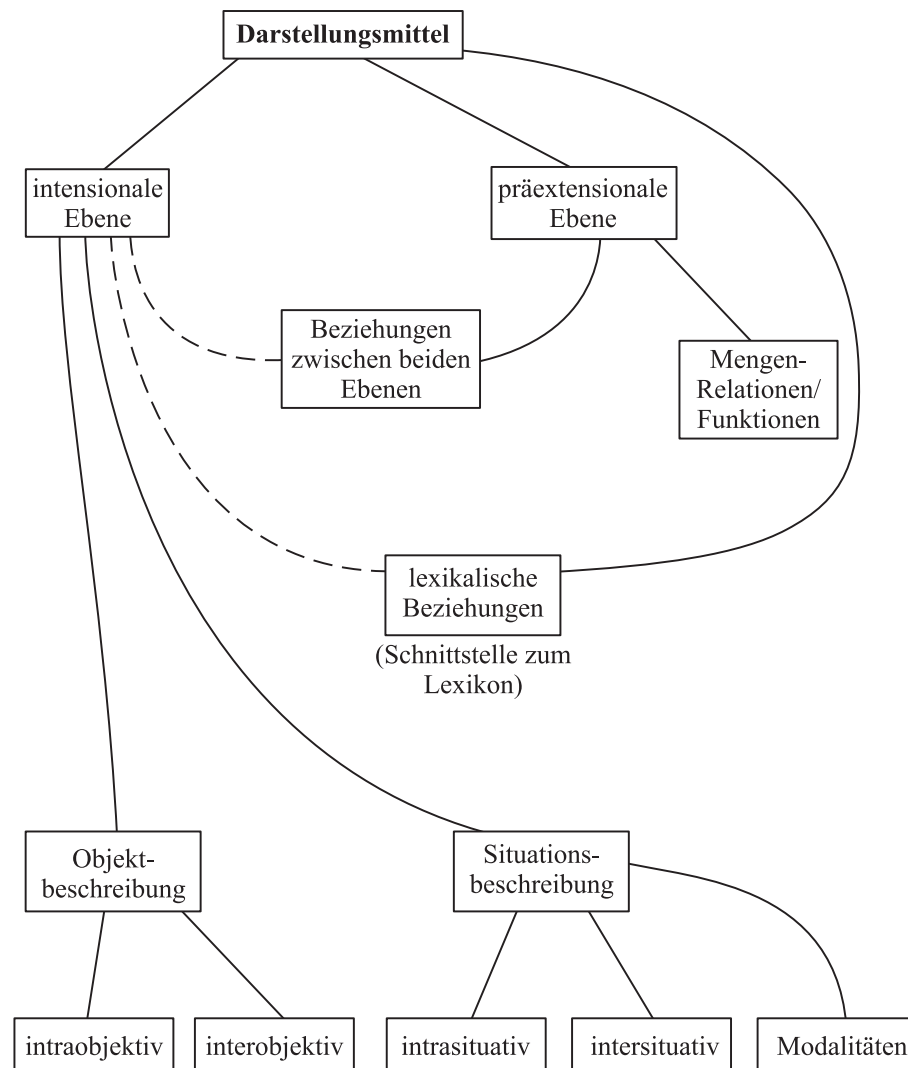 Darstellungsmittel
intensionale
Ebene
präextensionale
Ebene
Beziehungen
zwischen beiden
Ebenen
Mengen-
Relationen/
Funktionen
lexikalische
Beziehungen
(Schnittstelle zum
Lexikon)
Objekt-
beschreibung
Situations-
beschreibung
intraobjektiv
interobjektiv
intrasituativ
intersituativ
Modalitäten